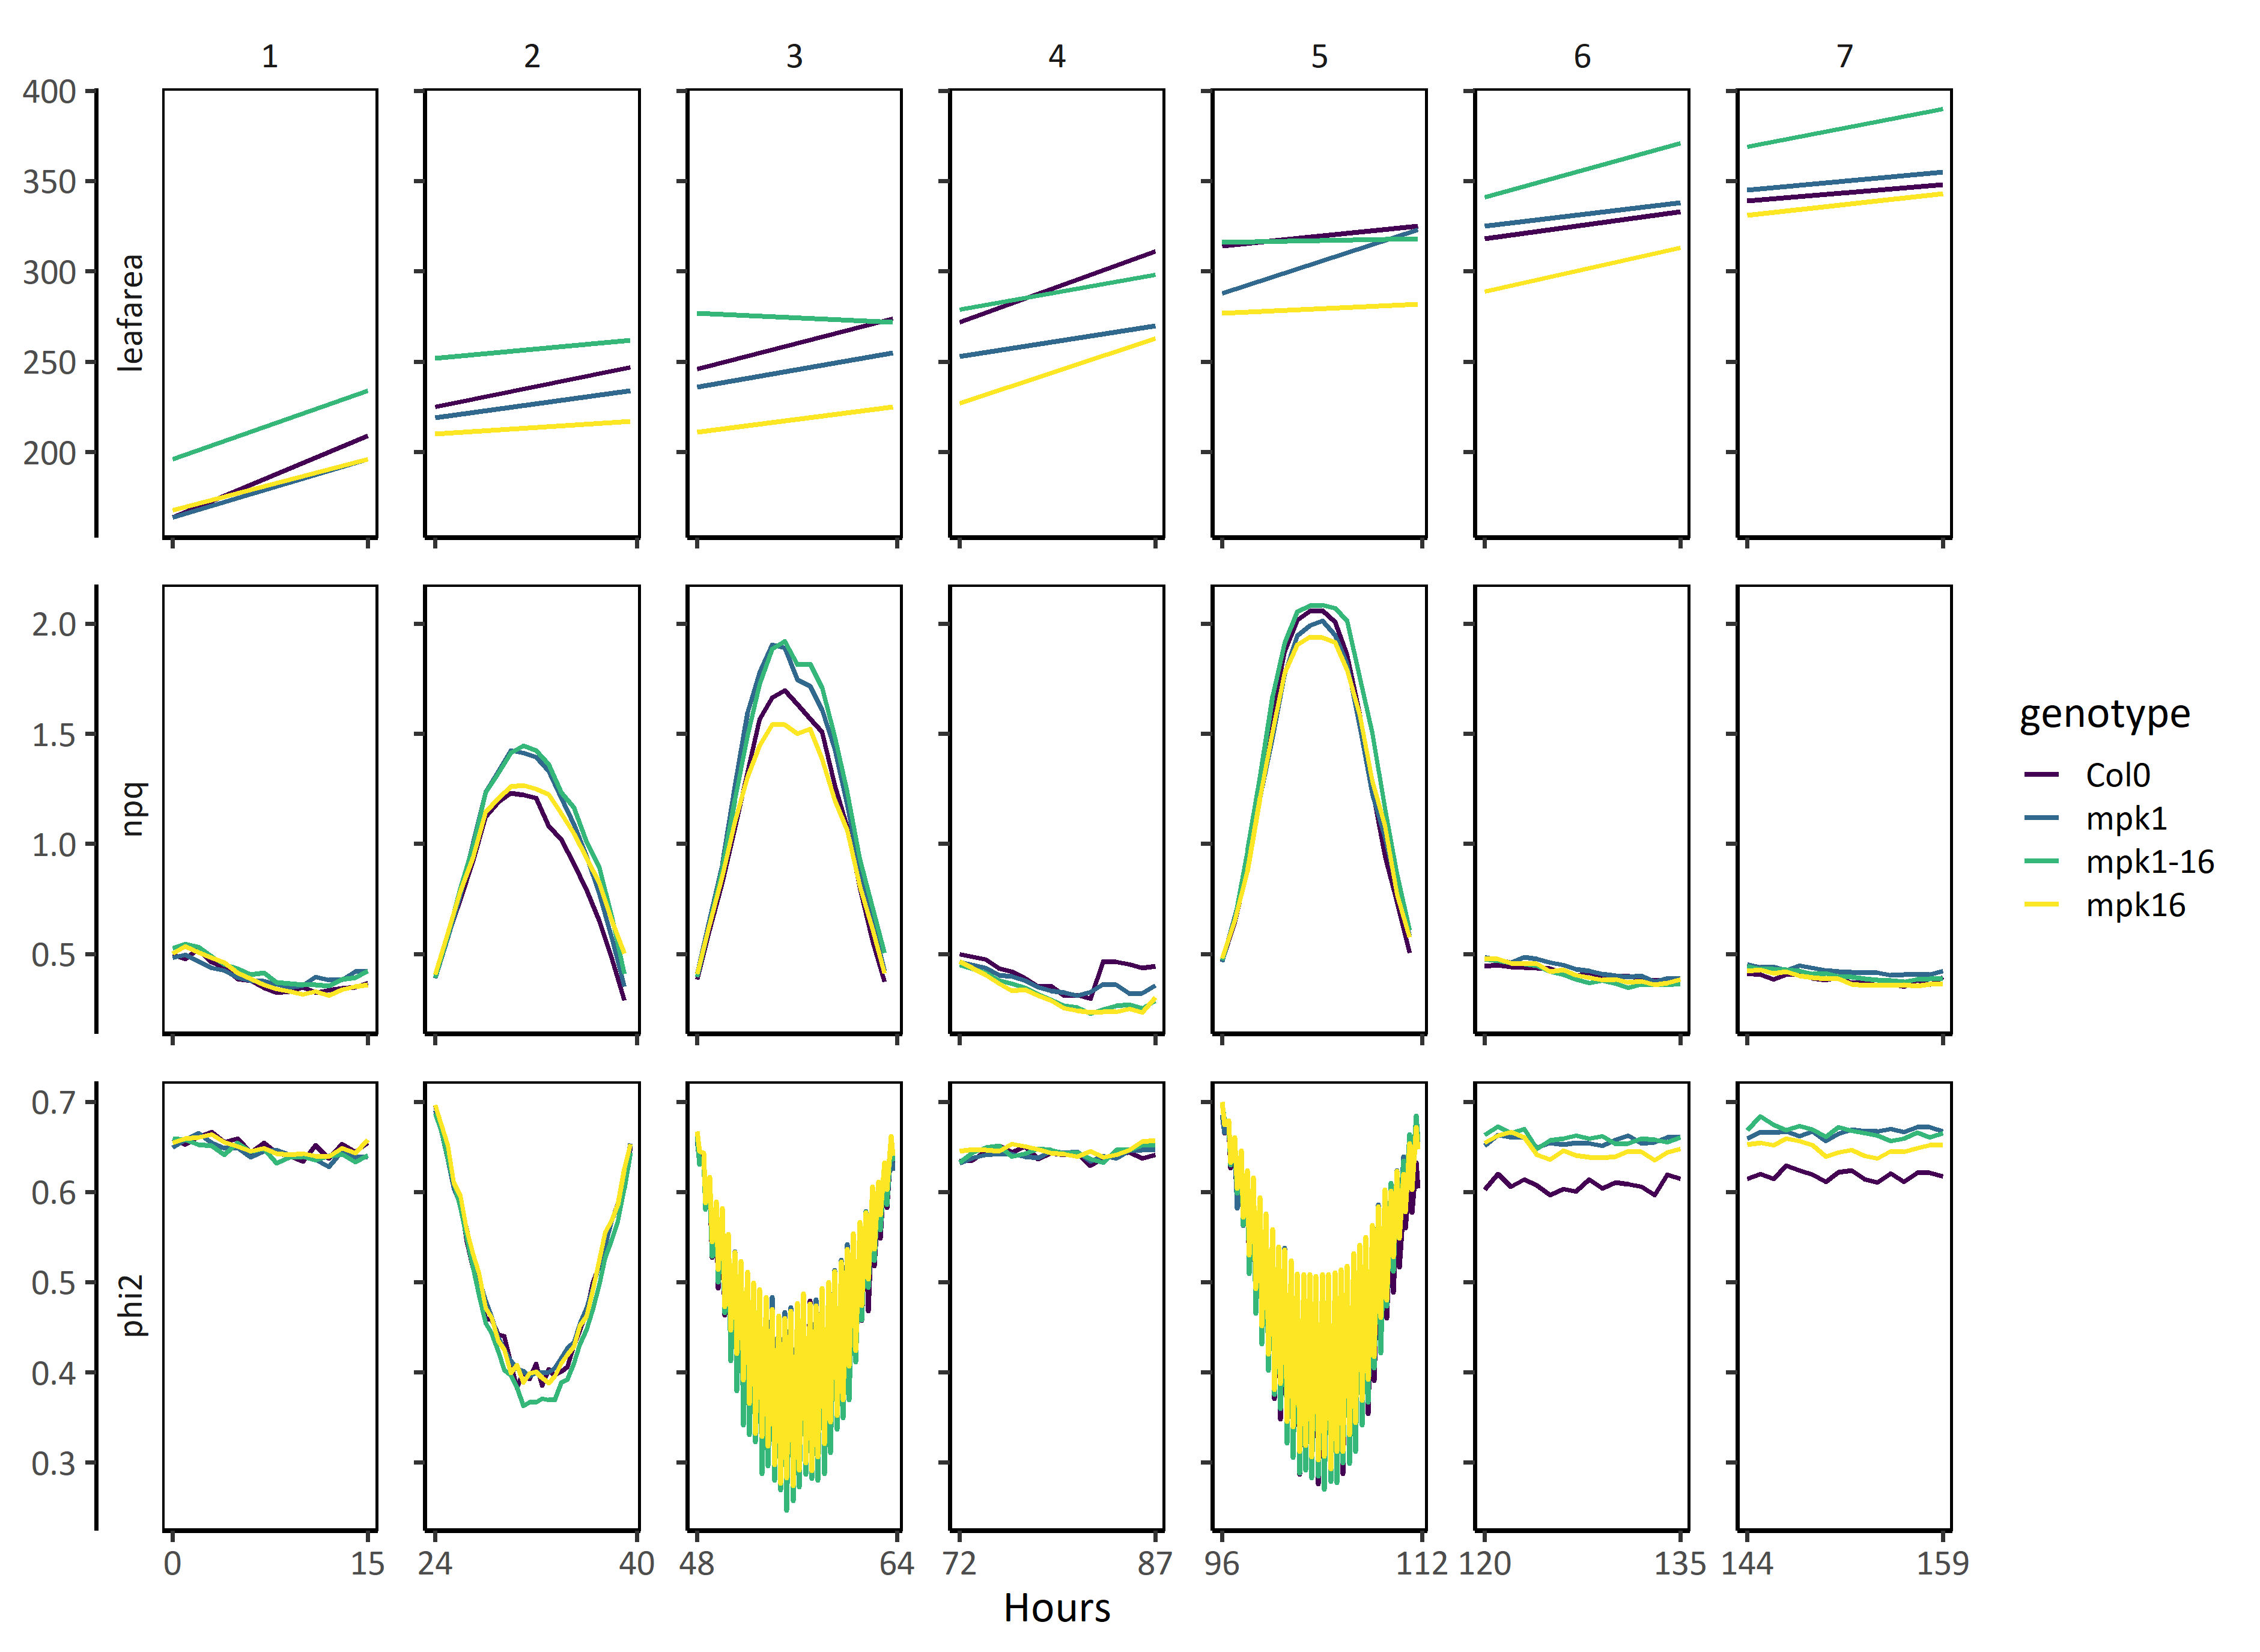 1 2 3 4 5 6 7
400
350
300
250
200
leafarea
2.0
1.5
1.0
0.5
npq
0.7
0.6
0.5
0.4
0.3
phi2
0 15 24 40 48 64 72 87 96 112 120 135 144 159
Hours
genotype
Col0
mpk1
mpk1-16
mpk16